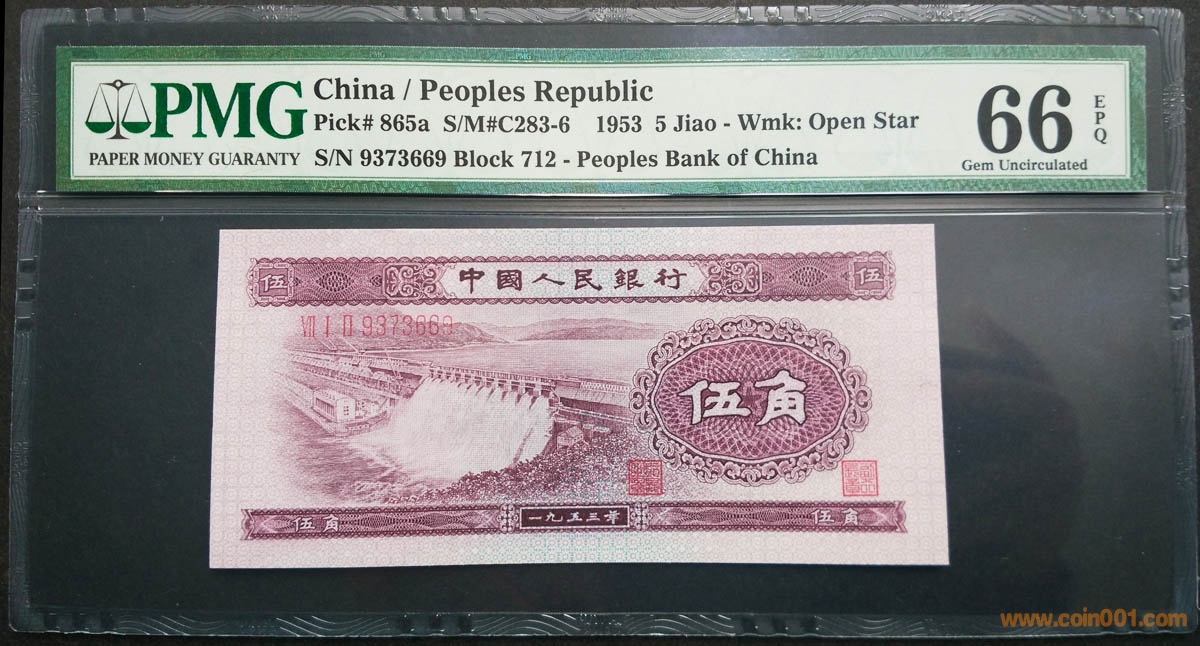 PMG
PAPER MONEY GUARANTY
China / Peoples Republic
Pick# 865a S/M#C283-6 1953 5 Jiao - Wmk: Open Star
S/N 9373669 Block 712 - Peoples Bank of China
66
EPQ
Gem Uncirculated
伍 中國人民銀行 伍
VII I II 9373669
伍角
伍角 一九五三年 伍角
www.coin001.com